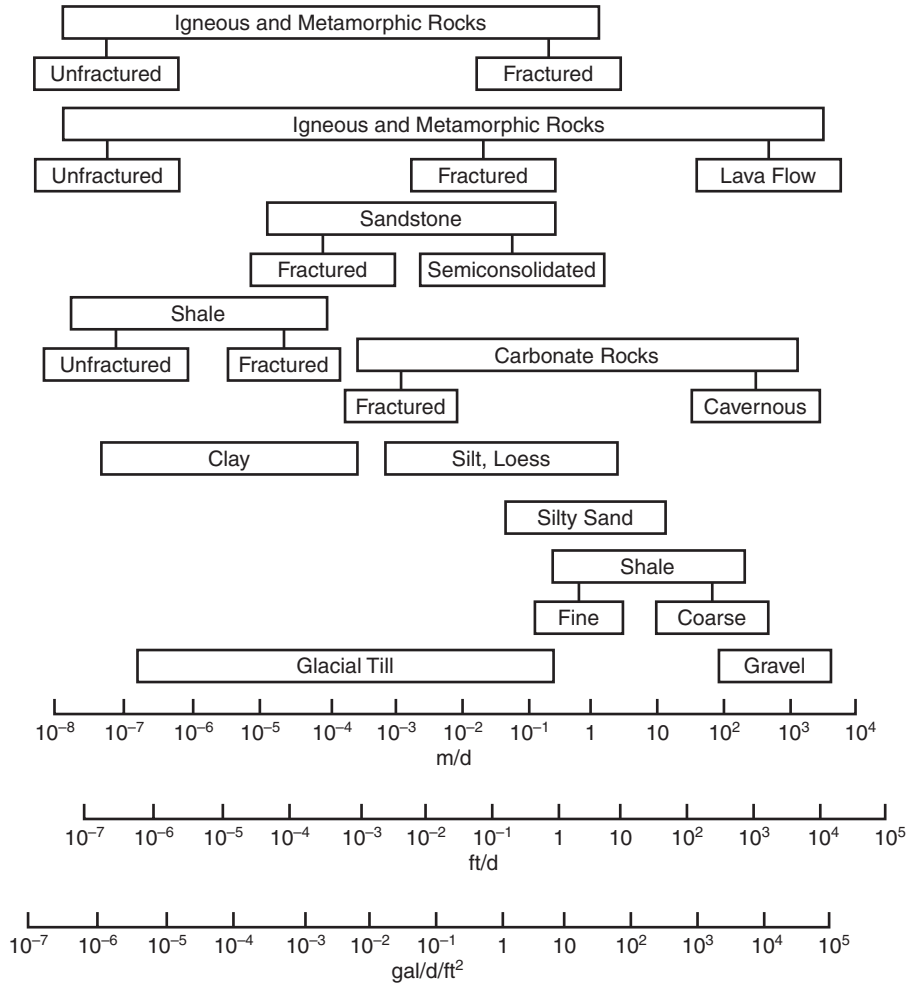 Igneous and Metamorphic Rocks
Unfractured Fractured
Igneous and Metamorphic Rocks
Unfractured Fractured Lava Flow
Sandstone
Fractured Semiconsolidated
Shale
Unfractured Fractured
Carbonate Rocks
Fractured Cavernous
Clay Silt, Loess
Silty Sand
Shale
Fine Coarse
Glacial Till Gravel
10⁻⁸ 10⁻⁷ 10⁻⁶ 10⁻⁵ 10⁻⁴ 10⁻³ 10⁻² 10⁻¹ 1 10 10² 10³ 10⁴
m/d
10⁻⁷ 10⁻⁶ 10⁻⁵ 10⁻⁴ 10⁻³ 10⁻² 10⁻¹ 1 10 10² 10³ 10⁴ 10⁵
ft/d
10⁻⁷ 10⁻⁶ 10⁻⁵ 10⁻⁴ 10⁻³ 10⁻² 10⁻¹ 1 10 10² 10³ 10⁴ 10⁵
gal/d/ft²